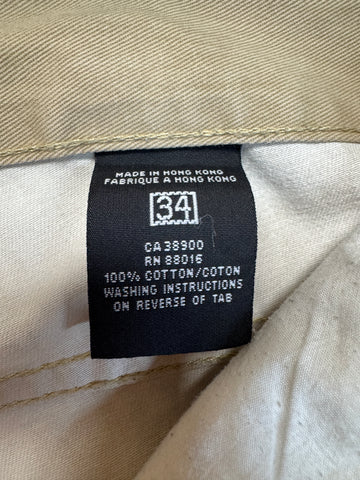 MADE IN HONG KONG
FABRIQUE A HONG KONG
34
CA 38900
RN 88016
100% COTTON/COTON
WASHING INSTRUCTIONS
ON REVERSE OF TAB